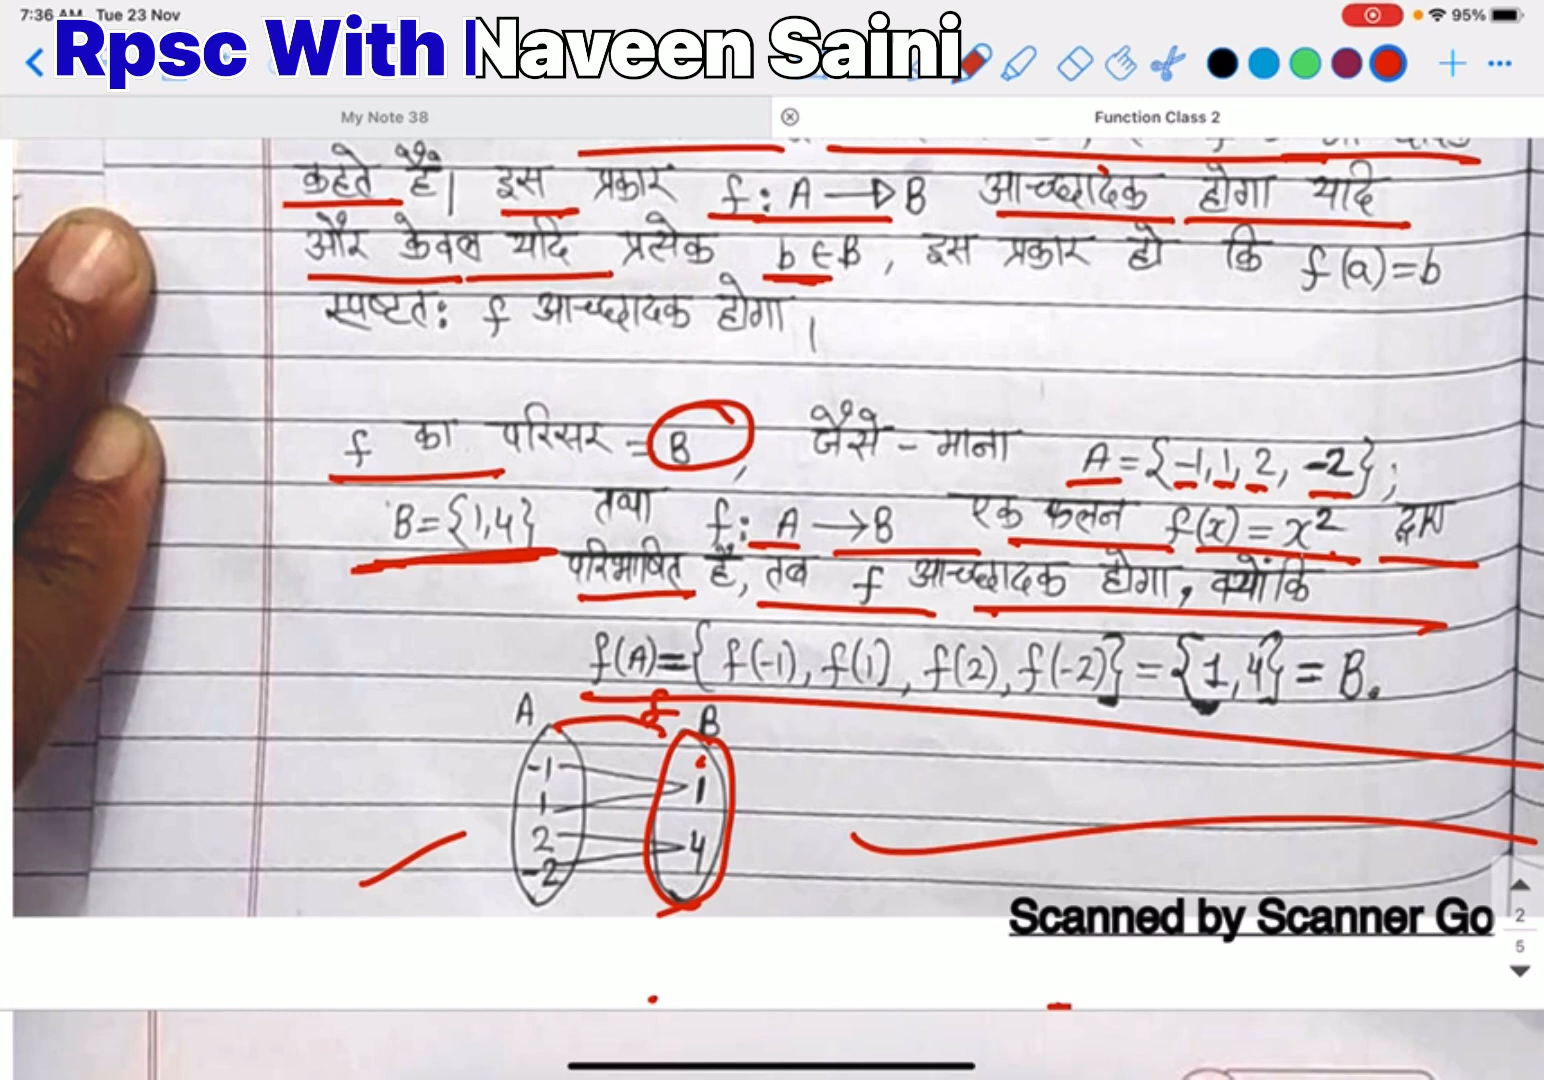 7:36 AM Tue 23 Nov
95%
Rpsc With Naveen Saini
My Note 38
Function Class 2
कहते हैं। इस प्रकार f: A → B आच्छादक होगा यदि
और केवल यदि प्रत्येक b∈B, इस प्रकार हो कि f(a)=b
स्पष्टत: f आच्छादक होगा।
f का परिसर = B, जैसे - माना A={-1,1,2,-2};
B={1,4} तथा f: A → B एक फलन f(x) = x² द्वारा
परिभाषित है, तब f आच्छादक होगा, क्योंकि
f(A)={f(-1), f(1), f(2), f(-2)} = {1,4} = B.
A f B
-1
1 1
2 4
-2
Scanned by Scanner Go
2
5